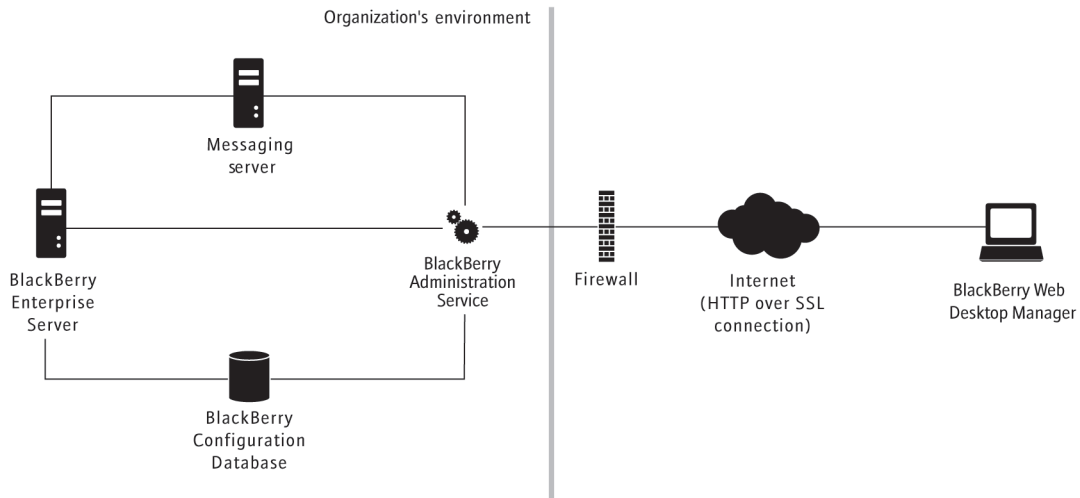 Organization's environment
Messaging
server
BlackBerry
Enterprise
Server
BlackBerry
Administration
Service
Firewall
Internet
(HTTP over SSL
connection)
BlackBerry Web
Desktop Manager
BlackBerry
Configuration
Database